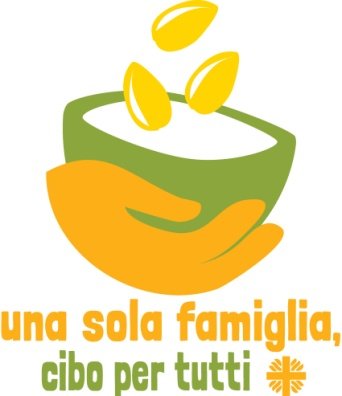 una sola famiglia,
cibo per tutti